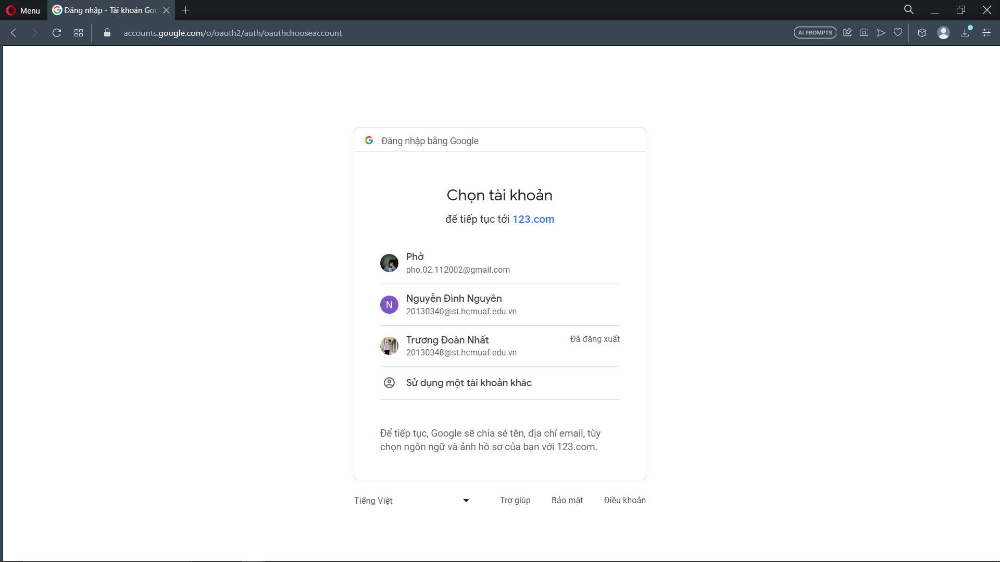 Menu
Đăng nhập - Tài khoản Goo
accounts.google.com/o/oauth2/auth/oauthchooseaccount
AI PROMPTS
Đăng nhập bằng Google
Chọn tài khoản
để tiếp tục tới 123.com
Phở
pho.02.112002@gmail.com
N
Nguyễn Đình Nguyên
20130340@st.hcmuaf.edu.vn
Trương Đoàn Nhất
Đã đăng xuất
20130348@st.hcmuaf.edu.vn
Sử dụng một tài khoản khác
Để tiếp tục, Google sẽ chia sẻ tên, địa chỉ email, tùy
chọn ngôn ngữ và ảnh hồ sơ của bạn với 123.com.
Tiếng Việt
Trợ giúp
Bảo mật
Điều khoản